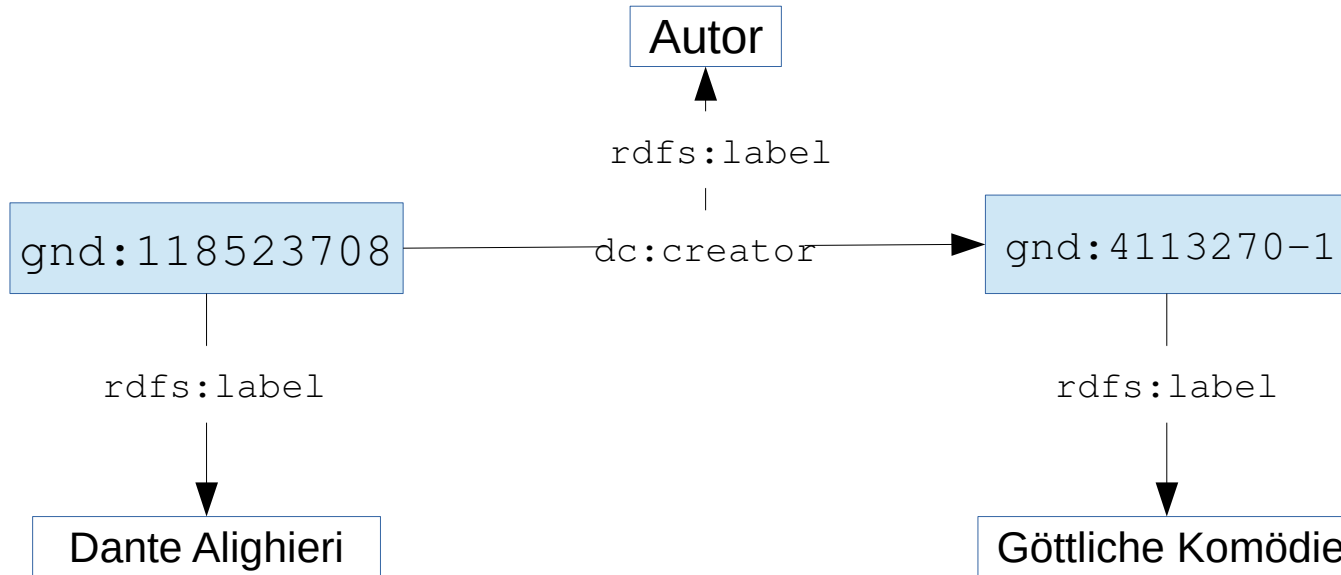 Autor
rdfs:label
gnd:118523708
dc:creator
gnd:4113270-1
rdfs:label
rdfs:label
Dante Alighieri
Göttliche Komödie